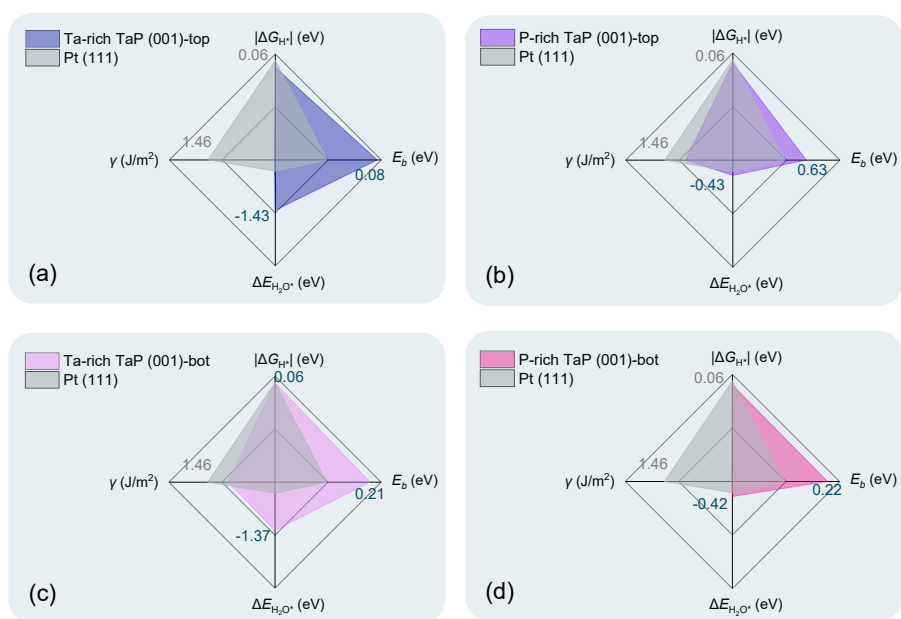 Ta-rich TaP (001)-top
Pt (111)
|ΔG_H*| (eV)
0.06
1.46
γ (J/m²)
E_b (eV)
0.08
-1.43
ΔE_H₂O* (eV)
(a)
P-rich TaP (001)-top
Pt (111)
|ΔG_H*| (eV)
0.06
1.46
γ (J/m²)
E_b (eV)
0.63
-0.43
ΔE_H₂O* (eV)
(b)
Ta-rich TaP (001)-bot
Pt (111)
|ΔG_H*| (eV)
0.06
1.46
γ (J/m²)
E_b (eV)
0.21
-1.37
ΔE_H₂O* (eV)
(c)
P-rich TaP (001)-bot
Pt (111)
|ΔG_H*| (eV)
0.06
1.46
γ (J/m²)
E_b (eV)
0.22
-0.42
ΔE_H₂O* (eV)
(d)